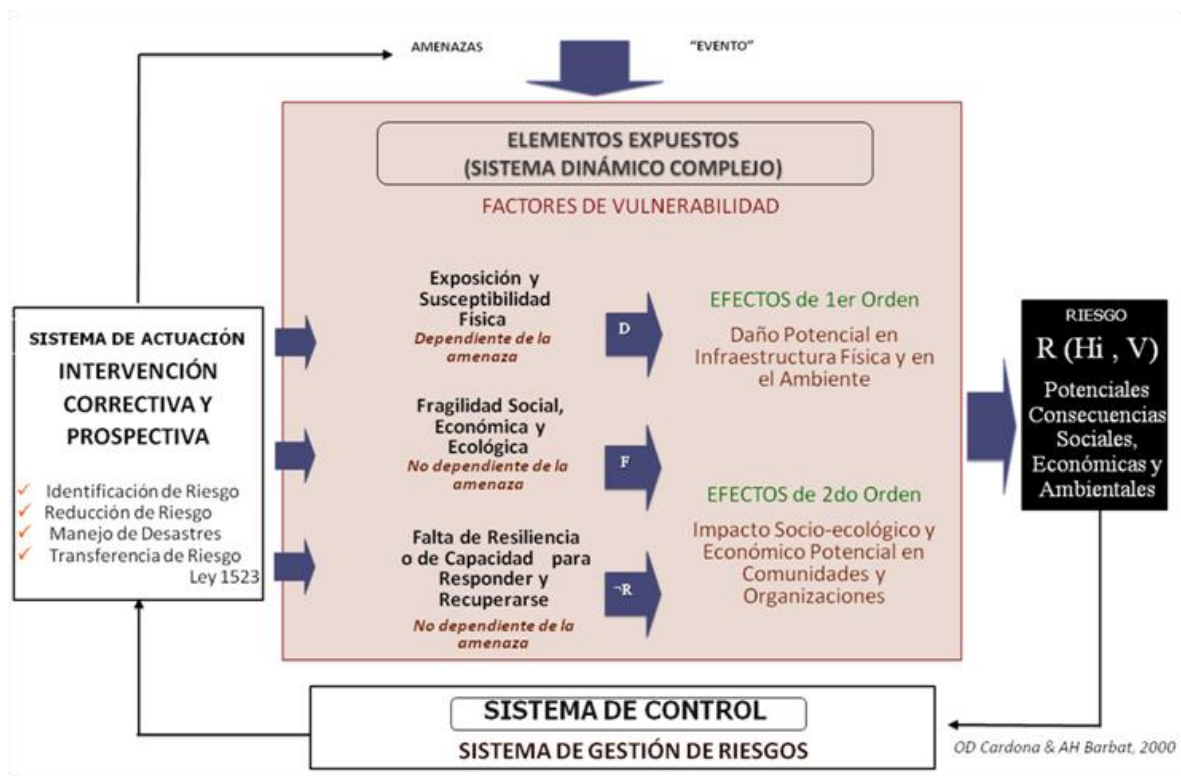 AMENAZAS
“EVENTO”
ELEMENTOS EXPUESTOS
(SISTEMA DINÁMICO COMPLEJO)
FACTORES DE VULNERABILIDAD
SISTEMA DE ACTUACIÓN
INTERVENCIÓN
CORRECTIVA Y
PROSPECTIVA
✓ Identificación de Riesgo
✓ Reducción de Riesgo
✓ Manejo de Desastres
✓ Transferencia de Riesgo
Ley 1523
Exposición y
Susceptibilidad
Física
Dependiente de la
amenaza
D
EFECTOS de 1er Orden
Daño Potencial en
Infraestructura Física y en
el Ambiente
Fragilidad Social,
Económica y
Ecológica
No dependiente de la
amenaza
F
EFECTOS de 2do Orden
Impacto Socio-ecológico y
Económico Potencial en
Comunidades y
Organizaciones
Falta de Resiliencia
o de Capacidad para
Responder y
Recuperarse
No dependiente de la
amenaza
¬R
RIESGO
R (Hi , V)
Potenciales
Consecuencias
Sociales,
Económicas y
Ambientales
SISTEMA DE CONTROL
SISTEMA DE GESTIÓN DE RIESGOS
OD Cardona & AH Barbat, 2000